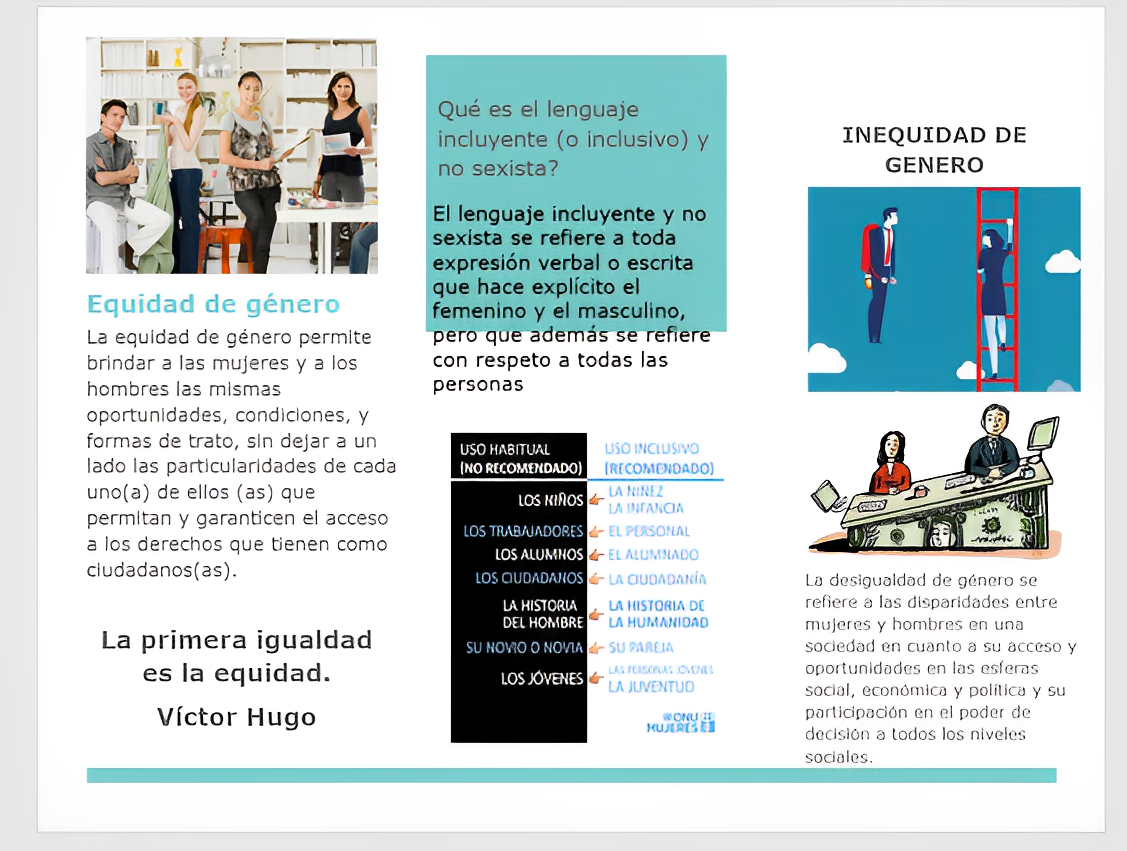 Equidad de género
La equidad de género permite
brindar a las mujeres y a los
hombres las mismas
oportunidades, condiciones, y
formas de trato, sin dejar a un
lado las particularidades de cada
uno(a) de ellos (as) que
permitan y garanticen el acceso
a los derechos que tienen como
ciudadanos(as).
La primera igualdad
es la equidad.
Víctor Hugo
Qué es el lenguaje
incluyente (o inclusivo) y
no sexista?
El lenguaje incluyente y no
sexista se refiere a toda
expresión verbal o escrita
que hace explícito el
femenino y el masculino,
pero que además se refiere
con respeto a todas las
personas
USO HABITUAL
(NO RECOMENDADO)
USO INCLUSIVO
(RECOMENDADO)
LOS NIÑOS
LA NIÑEZ
LA INFANCIA
LOS TRABAJADORES
EL PERSONAL
LOS ALUMNOS
EL ALUMNADO
LOS CIUDADANOS
LA CIUDADANÍA
LA HISTORIA
DEL HOMBRE
LA HISTORIA DE
LA HUMANIDAD
SU NOVIO O NOVIA
SU PAREJA
LOS JÓVENES
LAS PERSONAS JÓVENES
LA JUVENTUD
ONU
MUJERES
INEQUIDAD DE
GENERO
La desigualdad de género se
refiere a las disparidades entre
mujeres y hombres en una
sociedad en cuanto a su acceso y
oportunidades en las esferas
social, económica y política y su
participación en el poder de
decisión a todos los niveles
sociales.